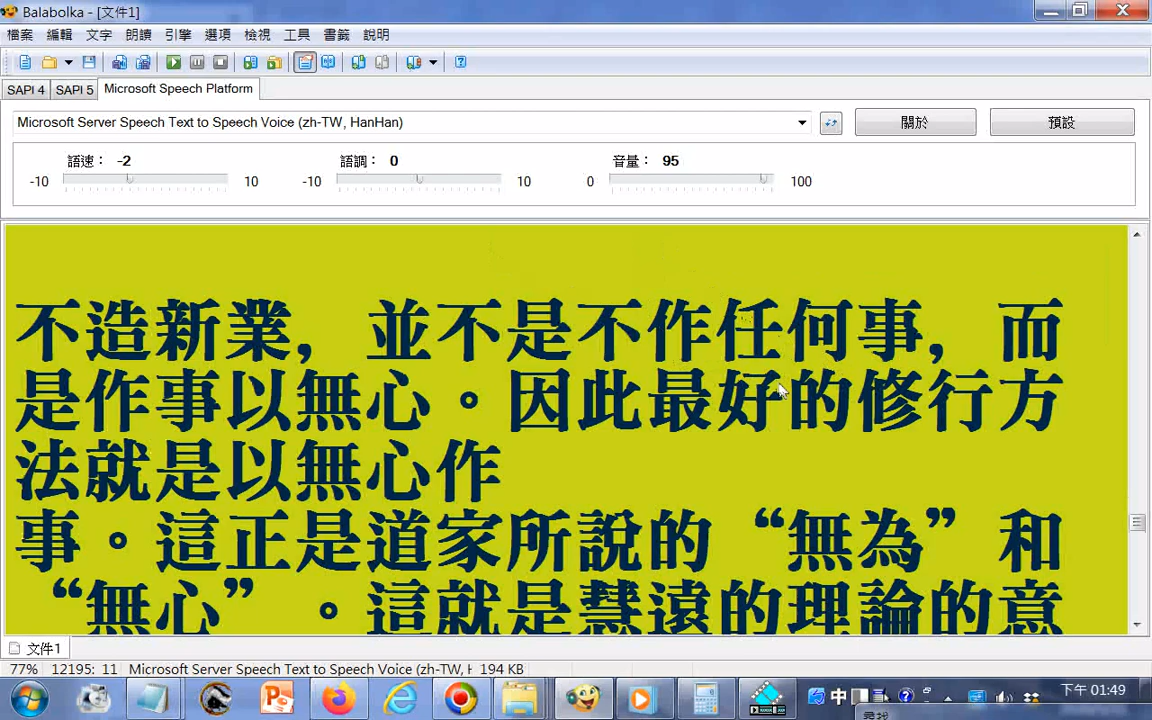 Balabolka - [文件1]
檔案 編輯 文字 朗讀 引擎 選項 檢視 工具 書籤 說明
SAPI 4 SAPI 5 Microsoft Speech Platform
Microsoft Server Speech Text to Speech Voice (zh-TW, HanHan) 關於 預設
語速： -2 語調： 0 音量： 95
-10 10 -10 10 0 100
不造新業，並不是不作任何事，而
是作事以無心。因此最好的修行方
法就是以無心作
事。這正是道家所說的“無為”和
“無心”。這就是慧遠的理論的意
文件1
77% 12195: 11 Microsoft Server Speech Text to Speech Voice (zh-TW, H 194 KB
中 下午 01:49
尋找